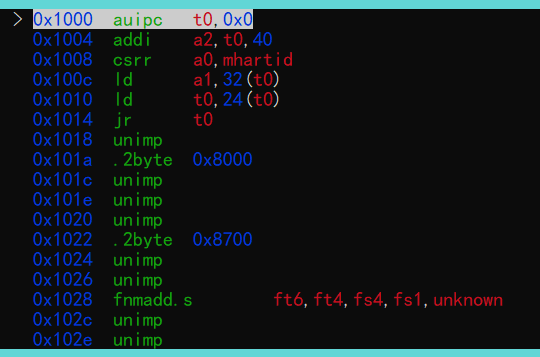 > 0x1000 auipc t0,0x0
0x1004 addi a2,t0,40
0x1008 csrr a0,mhartid
0x100c ld a1,32(t0)
0x1010 ld t0,24(t0)
0x1014 jr t0
0x1018 unimp
0x101a .2byte 0x8000
0x101c unimp
0x101e unimp
0x1020 unimp
0x1022 .2byte 0x8700
0x1024 unimp
0x1026 unimp
0x1028 fnmadd.s ft6,ft4,fs4,fs1,unknown
0x102c unimp
0x102e unimp